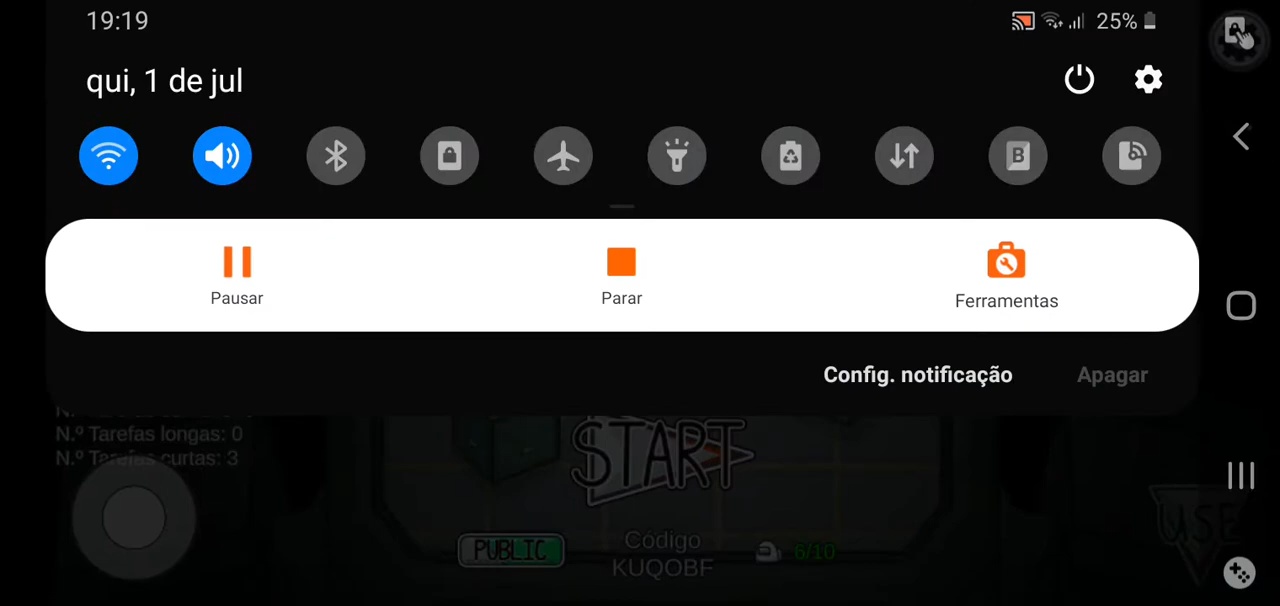 19:19
25%
qui, 1 de jul
B
Pausar
Parar
Ferramentas
Config. notificação
Apagar
N.º Tarefas longas: 0
N.º Tarefas curtas: 3
START
PUBLIC
Código
KUQOBF
6/10
USE